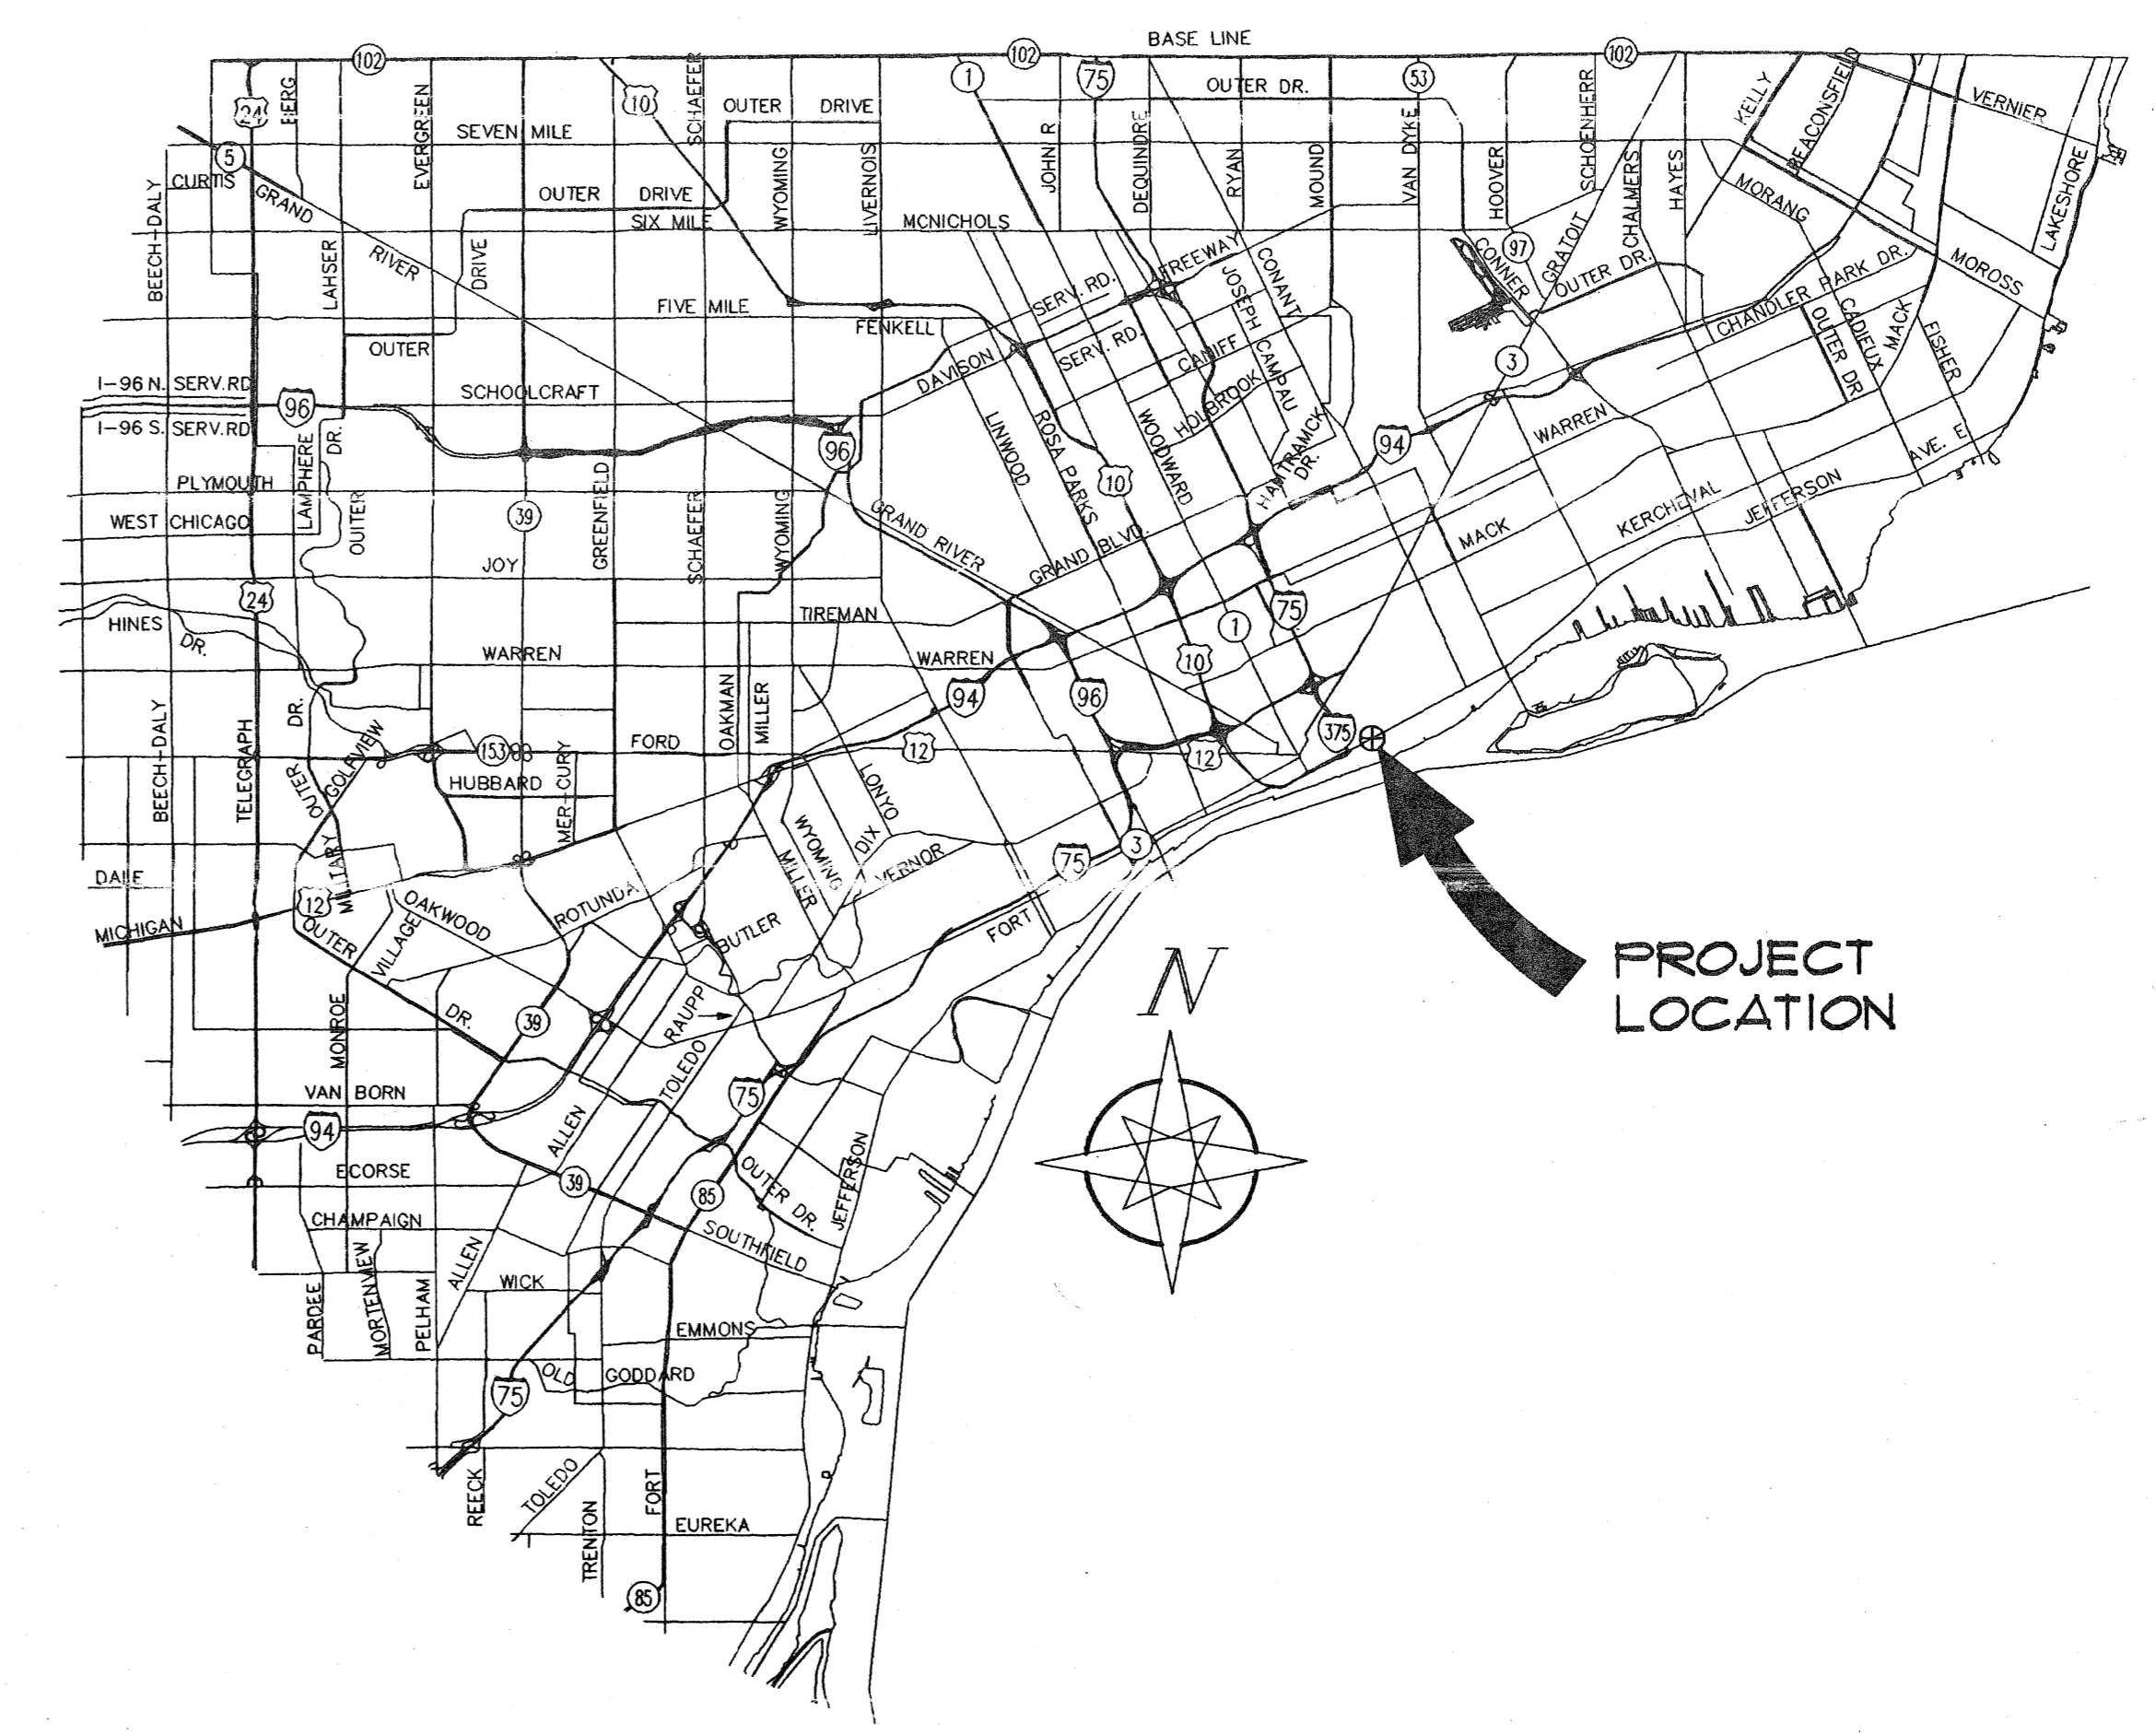 BASE LINE
102
102
102
24
EBERG
EVERGREEN
10
SCHAEFER
OUTER DRIVE
1
75
OUTER DR.
53
SCHOENHERR
KELLY
BEACONSFIELD
VERNIER
5
SEVEN MILE
CURTIS
GRAND
RIVER
BEECH-DALY
LAHSER
OUTER DRIVE
SIX MILE
DRIVE
WYOMING
LIVERNOIS
MCNICHOLS
JOHN R
DEQUINDRE
RYAN
MOUND
VAN DYKE
HOOVER
CHALMERS
HAYES
MORANG
LAKESHORE
97
CONNER
GRATOIT
OUTER DR.
MOROSS
CHANDLER PARK DR.
FREEWAY
SERV. RD.
SERV. RD.
JOSEPH CAMPAU
CONANT
CANIFF
HOLBROOK
FIVE MILE
FENKELL
OUTER
DAVISON
3
OUTER DR.
CADIEUX
MACK
FISHER
I-96 N. SERV.RD
96
I-96 S. SERV.RD
SCHOOLCRAFT
LAMPHERE
DR.
OUTER
96
LINWOOD
ROSA PARKS
WOODWARD
10
HAMTRAMCK
DR.
94
WARREN
AVE. E
PLYMOUTH
WEST CHICAGO
39
GREENFIELD
SCHAEFER
WYOMING
GRAND RIVER
GRAND BLVD.
MACK
KERCHEVAL
JEFFERSON
JOY
24
HINES
DR.
TIREMAN
75
1
WARREN
WARREN
10
94
96
375
DR.
OUTER
GOLFVIEW
OAKMAN
MILLER
BEECH-DALY
TELEGRAPH
153
FORD
12
12
HUBBARD
MER-CURY
LONYO
WYOMING
MILLER
DIX
VERNOR
3
75
MILITARY
DALE
12
MICHIGAN
OUTER
DR.
OAKWOOD
VILLAGE
ROTUNDA
BUTLER
FORT
PROJECT
LOCATION
N
MONROE
39
RAUPP
TOLEDO
75
VAN BORN
94
ALLEN
ECORSE
39
85
OUTER DR.
JEFFERSON
CHAMPAIGN
SOUTHFIELD
PARDEE
MORTENVIEW
PELHAM
ALLEN
WICK
EMMONS
OLD GODDARD
75
REECK
TOLEDO
TRENTON
FORT
EUREKA
85